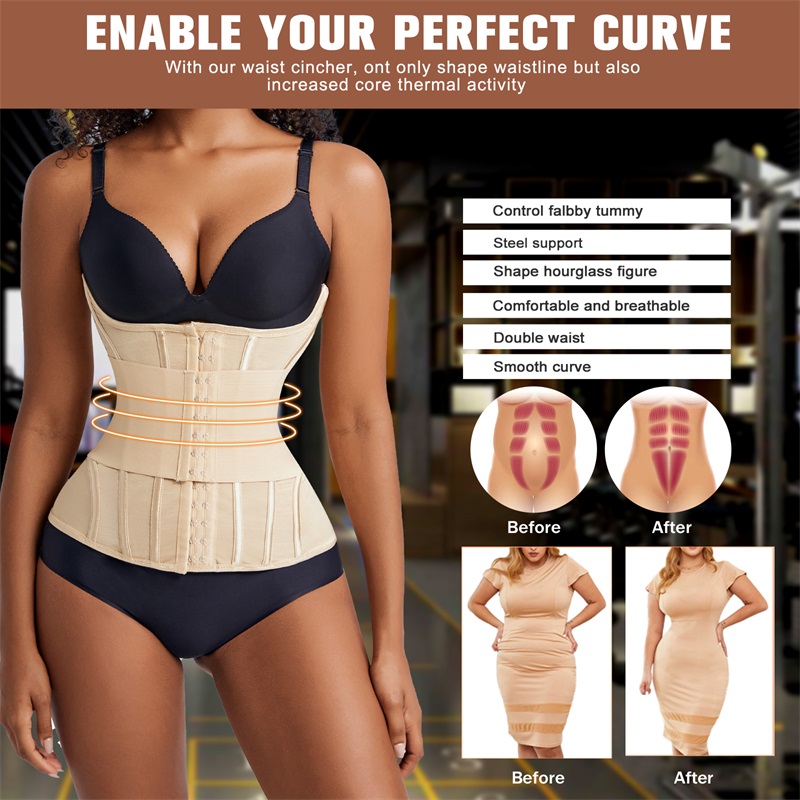 ENABLE YOUR PERFECT CURVE
With our waist cincher, ont only shape waistline but also
increased core thermal activity
Control falbby tummy
Steel support
Shape hourglass figure
Comfortable and breathable
Double waist
Smooth curve
Before
After
Before
After